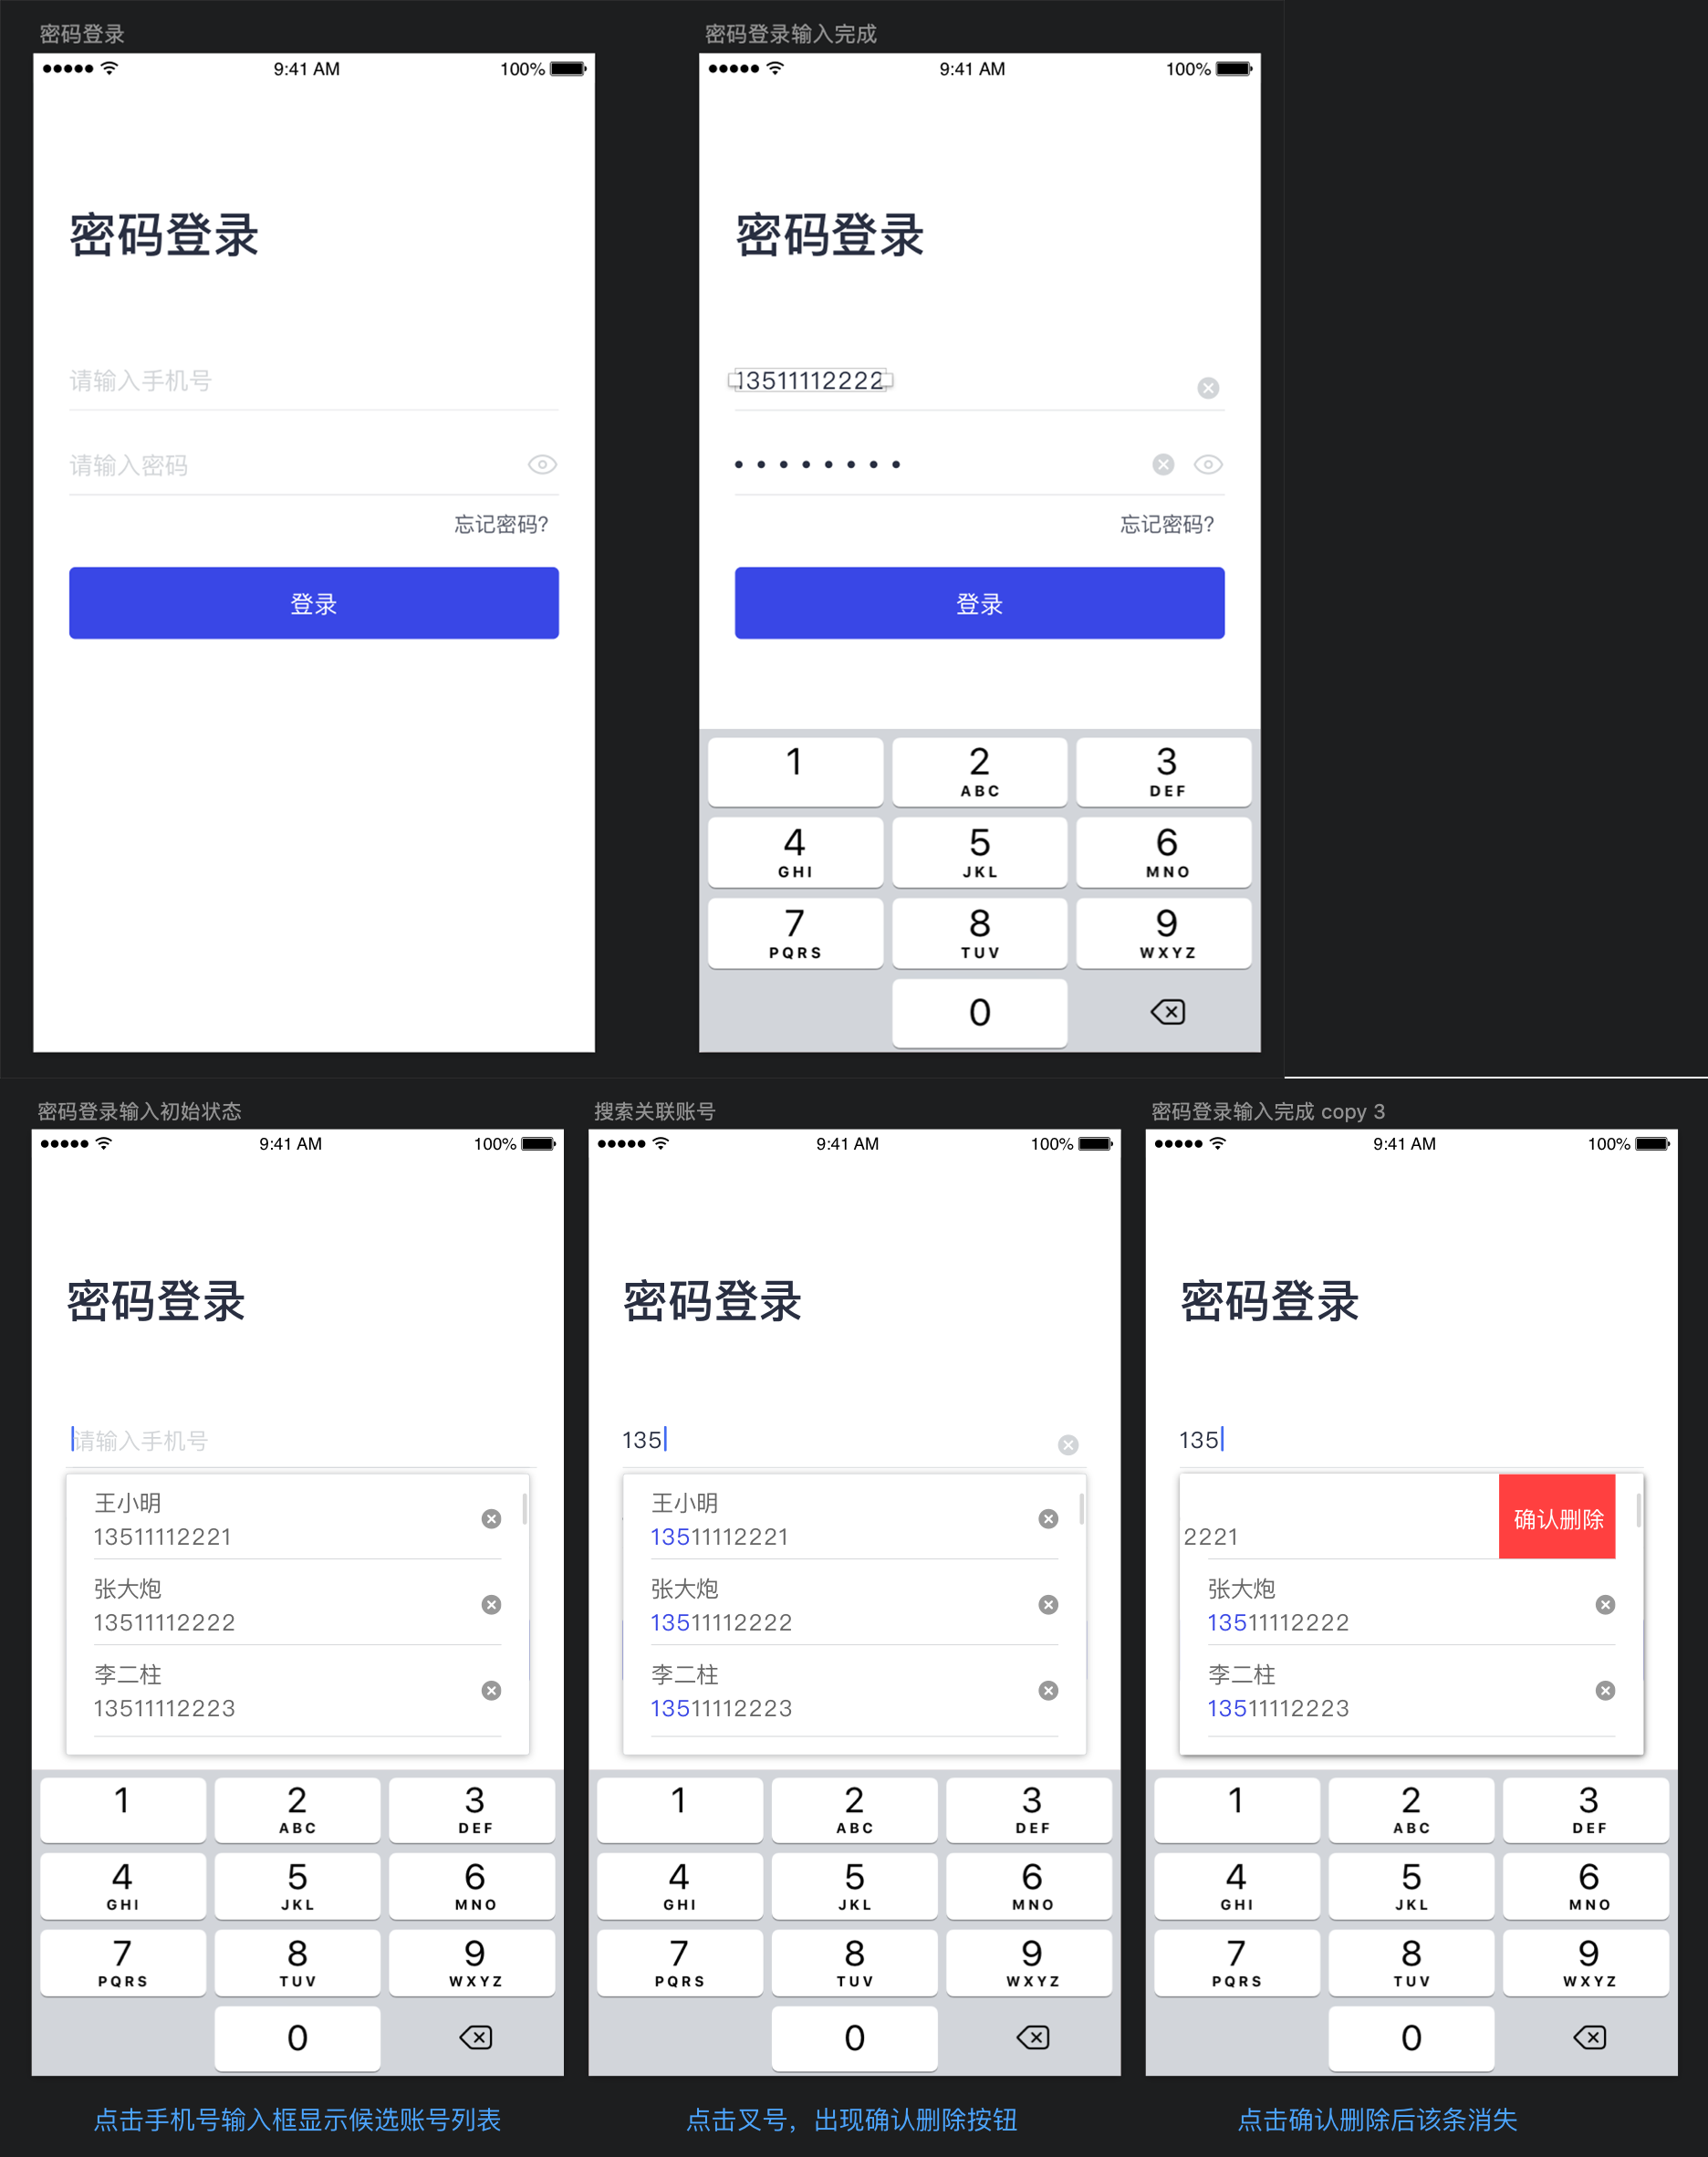 密码登录
9:41 AM
100%
密码登录
请输入手机号
请输入密码
忘记密码?
登录
密码登录输入完成
9:41 AM
100%
密码登录
13511112222
忘记密码?
登录
1
2
3
ABC
DEF
4
5
6
GHI
JKL
MNO
7
8
9
PQRS
TUV
WXYZ
0
密码登录输入初始状态
9:41 AM
100%
密码登录
请输入手机号
王小明
13511112221
张大炮
13511112222
李二柱
13511112223
1
2
3
ABC
DEF
4
5
6
GHI
JKL
MNO
7
8
9
PQRS
TUV
WXYZ
0
点击手机号输入框显示候选账号列表
搜索关联账号
9:41 AM
100%
密码登录
135
王小明
13511112221
张大炮
13511112222
李二柱
13511112223
1
2
3
ABC
DEF
4
5
6
GHI
JKL
MNO
7
8
9
PQRS
TUV
WXYZ
0
点击叉号，出现确认删除按钮
密码登录输入完成 copy 3
9:41 AM
100%
密码登录
135
确认删除
2221
张大炮
13511112222
李二柱
13511112223
1
2
3
ABC
DEF
4
5
6
GHI
JKL
MNO
7
8
9
PQRS
TUV
WXYZ
0
点击确认删除后该条消失